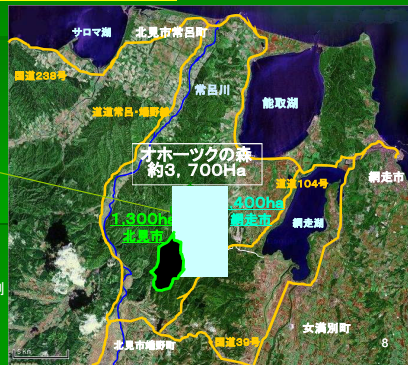 サロマ湖
北見市常呂町
国道238号
常呂川
能取湖
道道常呂・端野線
オホーツクの森
約3,700Ha
道道104号
網走市
1.300ha
北見市
.400ha
網走市
網走湖
女満別町
北見市端野町
国道39号
8
5 Km